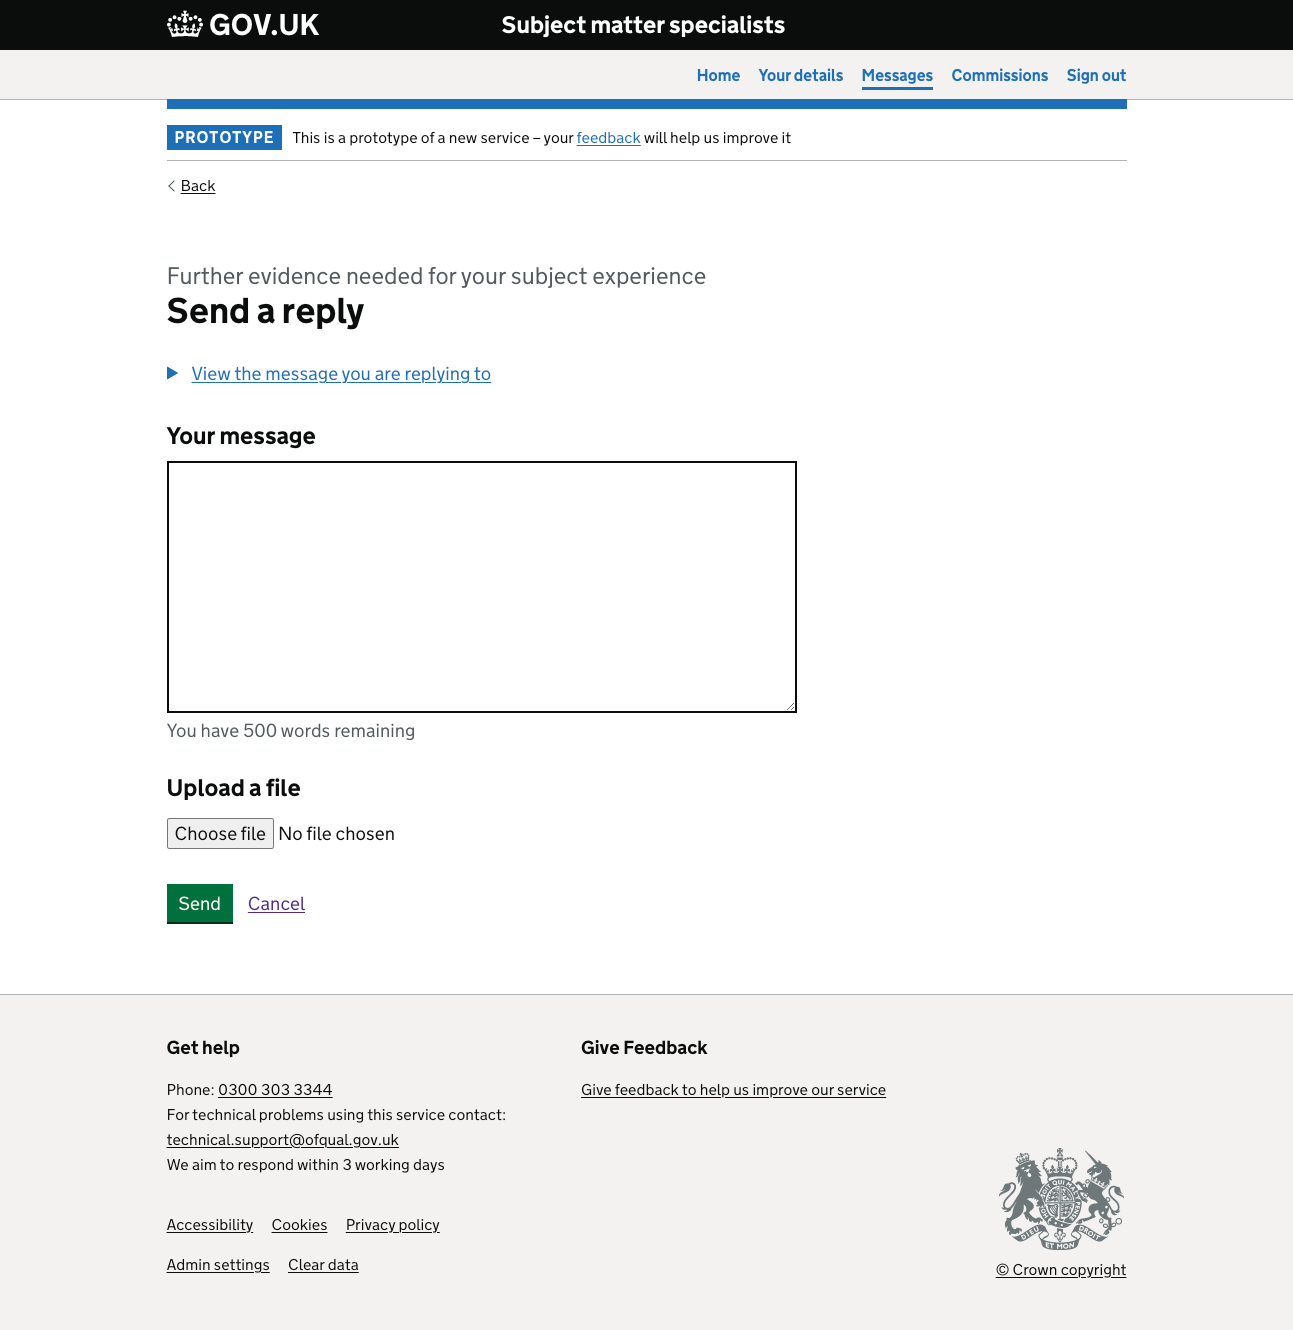 GOV.UK Subject matter specialists
Home Your details Messages Commissions Sign out
PROTOTYPE This is a prototype of a new service – your feedback will help us improve it
Back
Further evidence needed for your subject experience
Send a reply
View the message you are replying to
Your message
You have 500 words remaining
Upload a file
Choose file No file chosen
Send Cancel
Get help
Phone: 0300 303 3344
For technical problems using this service contact:
technical.support@ofqual.gov.uk
We aim to respond within 3 working days
Give Feedback
Give feedback to help us improve our service
Accessibility Cookies Privacy policy
Admin settings Clear data
DIEU ET MON DROIT
© Crown copyright